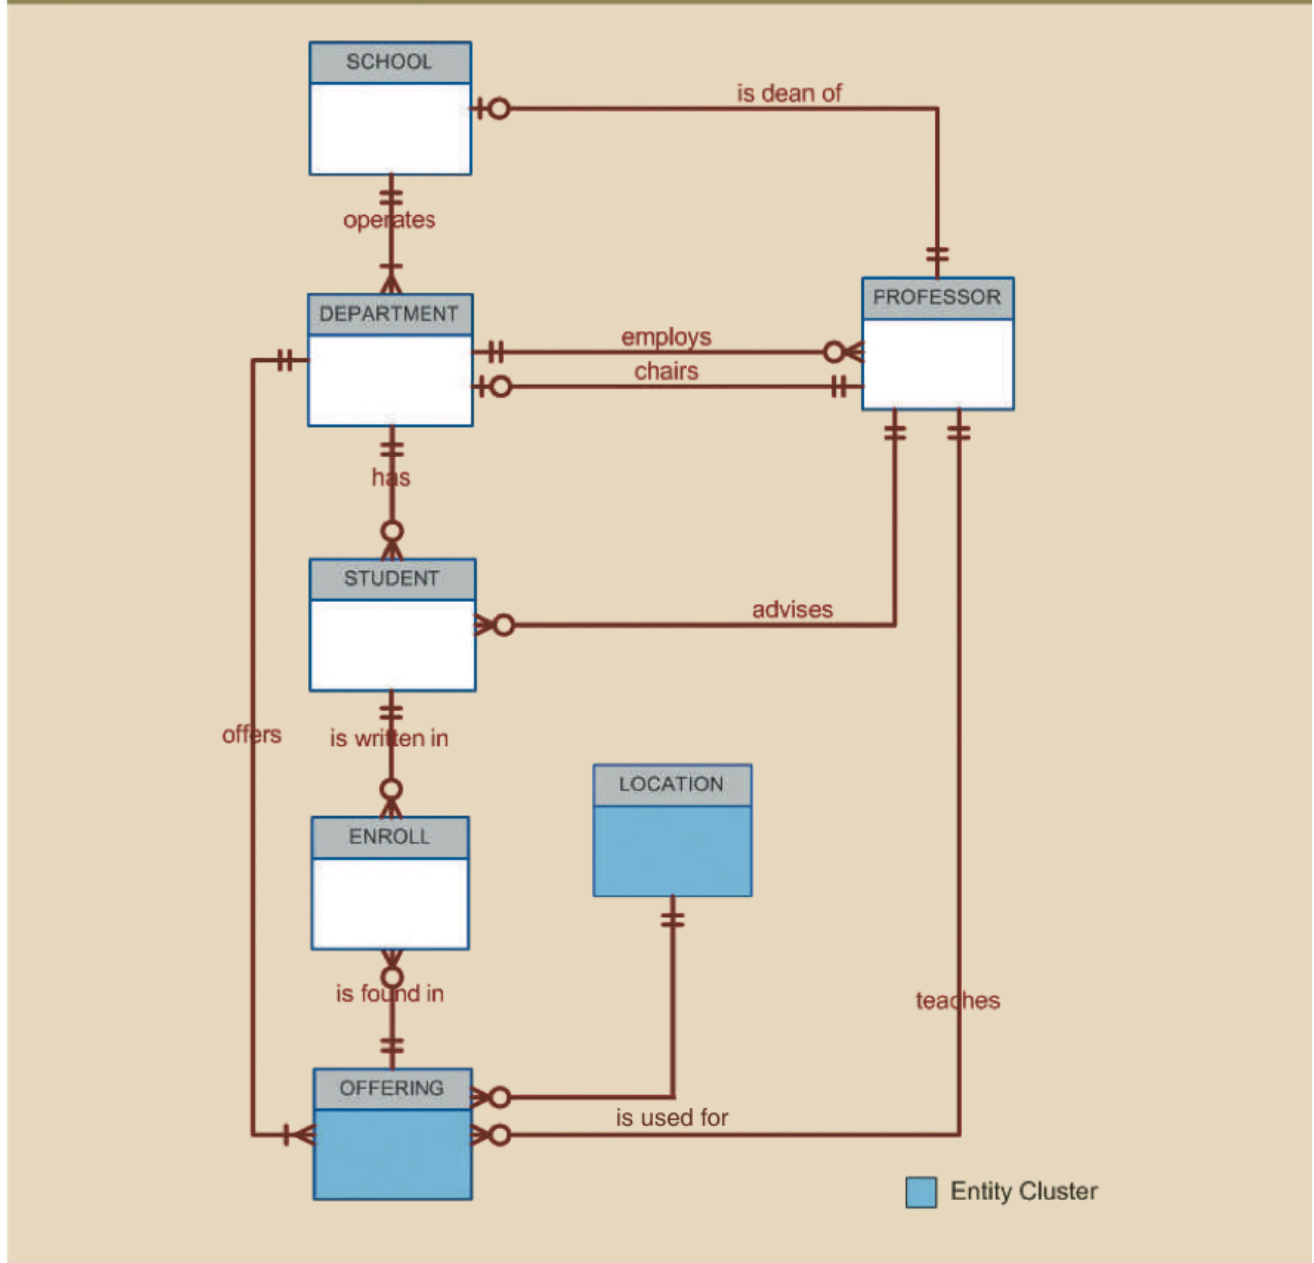 SCHOOL
is dean of
operates
PROFESSOR
DEPARTMENT
employs
chairs
has
STUDENT
advises
offers
is written in
LOCATION
ENROLL
is found in
teaches
OFFERING
is used for
Entity Cluster